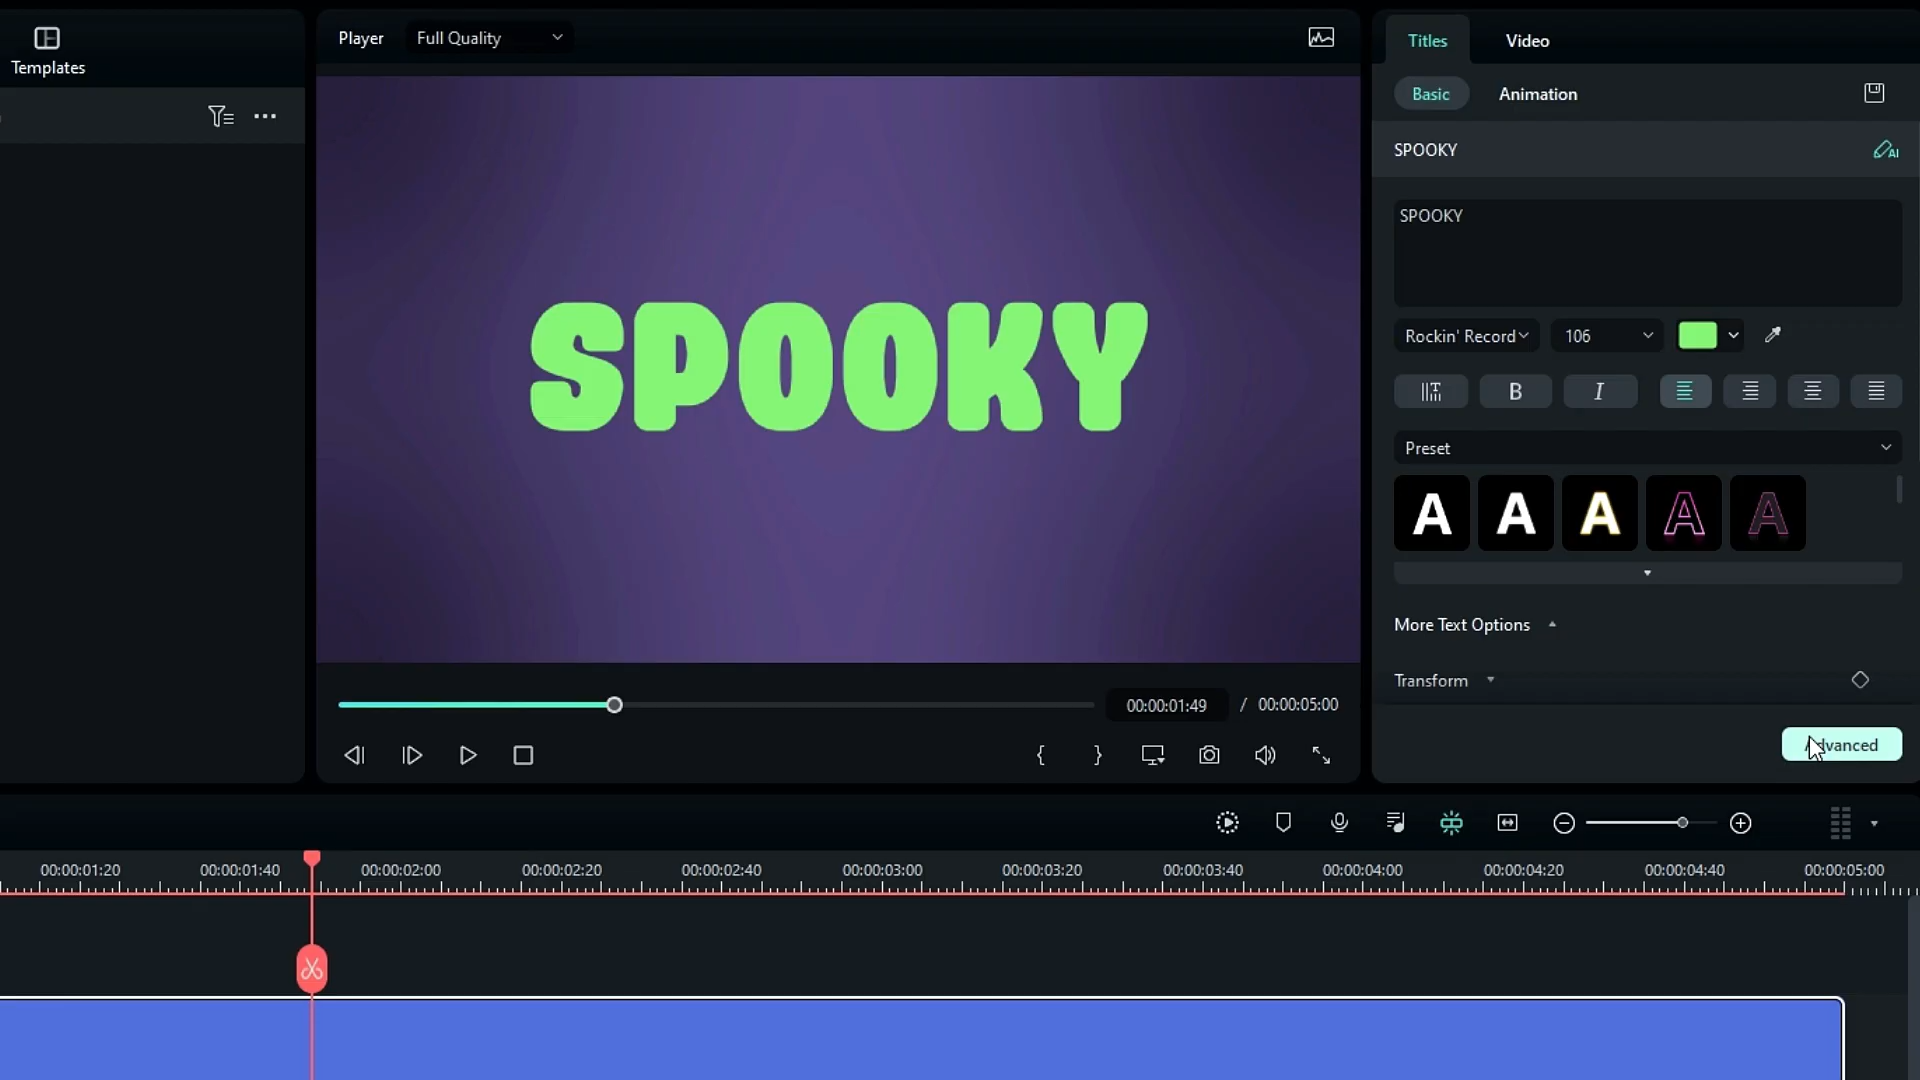 Templates
Player Full Quality
SPOOKY
00:00:01:49 / 00:00:05:00
Titles Video
Basic Animation
SPOOKY
AI
SPOOKY
Rockin' Record 106
B I
Preset
A A A A A
More Text Options
Transform
Advanced
00:00:01:20 00:00:01:40 00:00:02:00 00:00:02:20 00:00:02:40 00:00:03:00 00:00:03:20 00:00:03:40 00:00:04:00 00:00:04:20 00:00:04:40 00:00:05:00